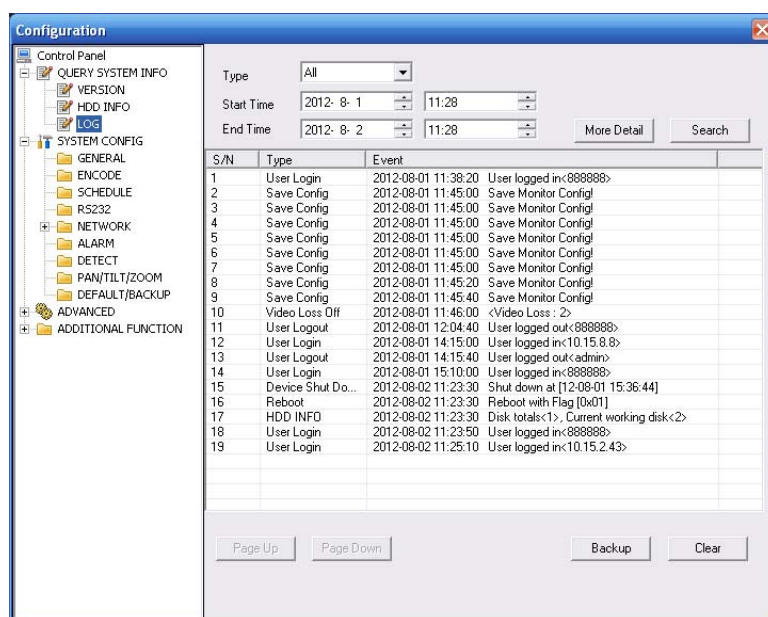 Configuration
Control Panel
QUERY SYSTEM INFO
VERSION
HDD INFO
LOG
SYSTEM CONFIG
GENERAL
ENCODE
SCHEDULE
RS232
NETWORK
ALARM
DETECT
PAN/TILT/ZOOM
DEFAULT/BACKUP
ADVANCED
ADDITIONAL FUNCTION
Type All
Start Time 2012- 8- 1 11:28
End Time 2012- 8- 2 11:28 More Detail Search
S/N Type Event
1 User Login 2012-08-01 11:38:20 User logged in<888888>
2 Save Config 2012-08-01 11:45:00 Save Monitor Config!
3 Save Config 2012-08-01 11:45:00 Save Monitor Config!
4 Save Config 2012-08-01 11:45:00 Save Monitor Config!
5 Save Config 2012-08-01 11:45:00 Save Monitor Config!
6 Save Config 2012-08-01 11:45:00 Save Monitor Config!
7 Save Config 2012-08-01 11:45:00 Save Monitor Config!
8 Save Config 2012-08-01 11:45:20 Save Monitor Config!
9 Save Config 2012-08-01 11:45:40 Save Monitor Config!
10 Video Loss Off 2012-08-01 11:46:00 <Video Loss : 2>
11 User Logout 2012-08-01 12:04:40 User logged out<888888>
12 User Login 2012-08-01 14:15:00 User logged in<10.15.8.8>
13 User Logout 2012-08-01 14:15:40 User logged out<admin>
14 User Login 2012-08-01 15:10:00 User logged in<888888>
15 Device Shut Do... 2012-08-02 11:23:30 Shut down at [12-08-01 15:36:44]
16 Reboot 2012-08-02 11:23:30 Reboot with Flag [0x01]
17 HDD INFO 2012-08-02 11:23:30 Disk totals<1>, Current working disk<2>
18 User Login 2012-08-02 11:23:50 User logged in<888888>
19 User Login 2012-08-02 11:25:10 User logged in<10.15.2.43>
Page Up Page Down Backup Clear